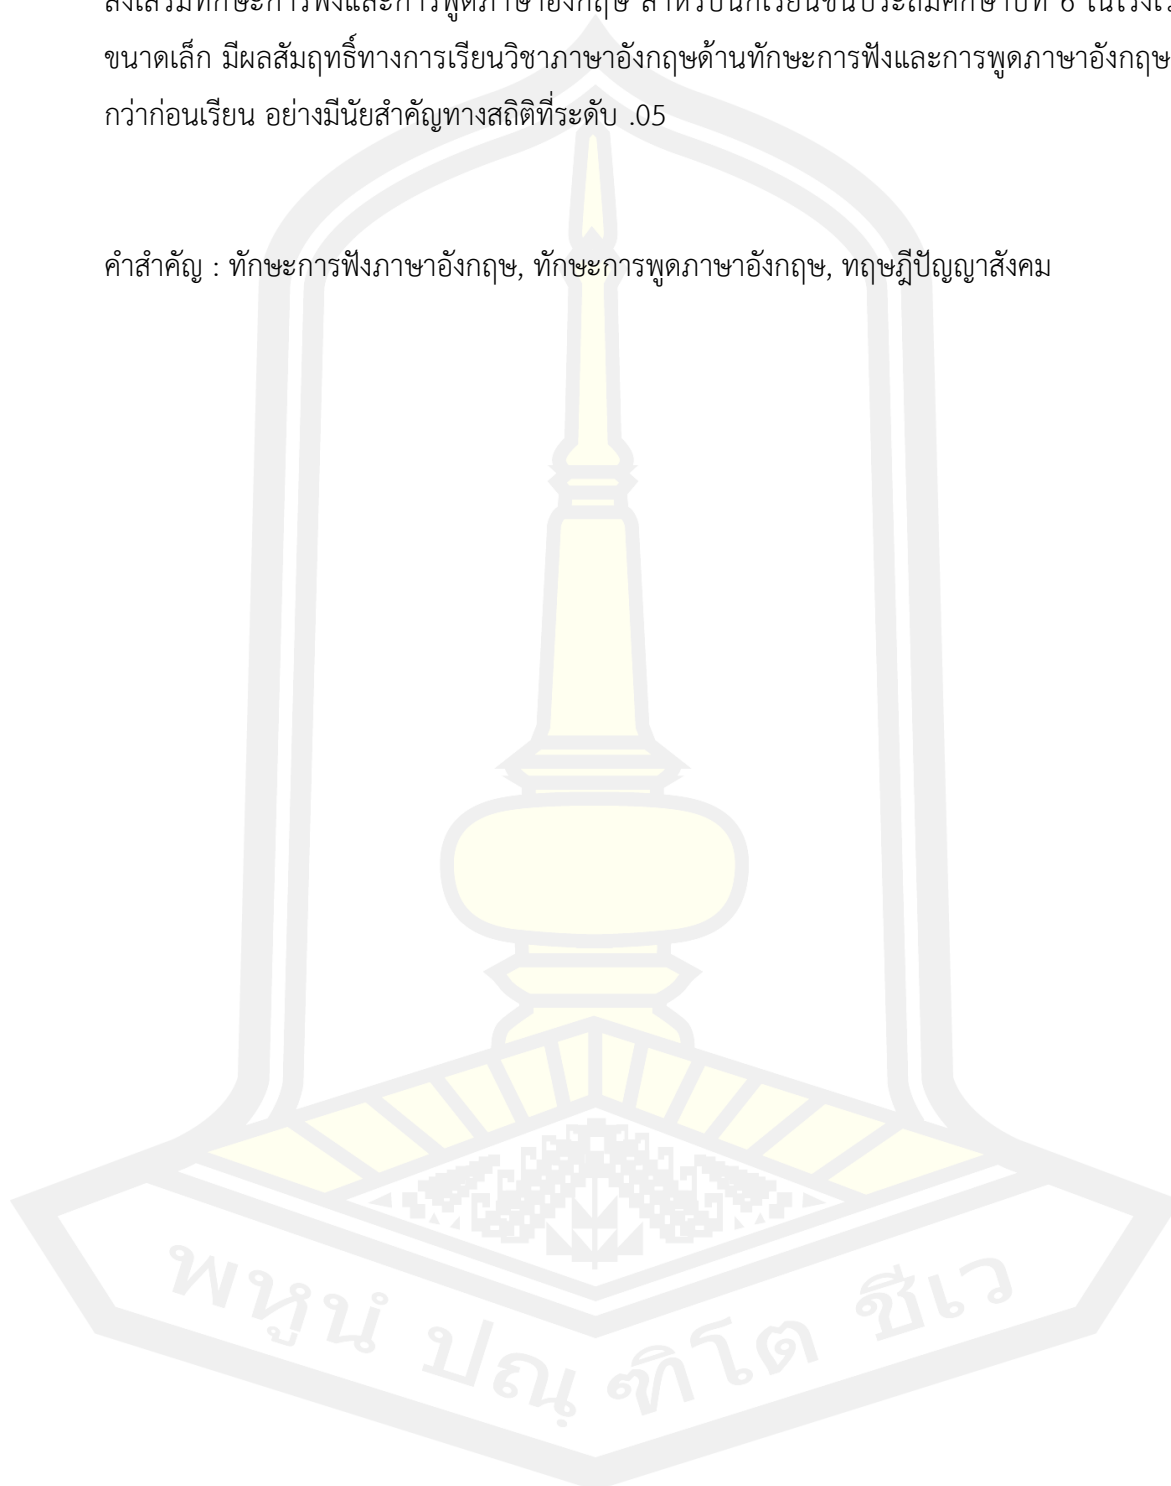 ส่งเสริมทักษะการฟังและการพูดภาษาอังกฤษ สำหรับนักเรียนชั้นประถมศึกษาปีที่ 6
ขนาดเล็ก มีผลสัมฤทธิ์ทางการเรียนวิชาภาษาอังกฤษด้านทักษะการฟังและการพูดภาษาอังกฤษ
กว่าก่อนเรียน อย่างมีนัยสำคัญทางสถิติที่ระดับ .05
คำสำคัญ : ทักษะการฟังภาษาอังกฤษ, ทักษะการพูดภาษาอังกฤษ, ทฤษฎีปัญญาสังคม
พหูนํ ปณฺฑิโต ชีเว